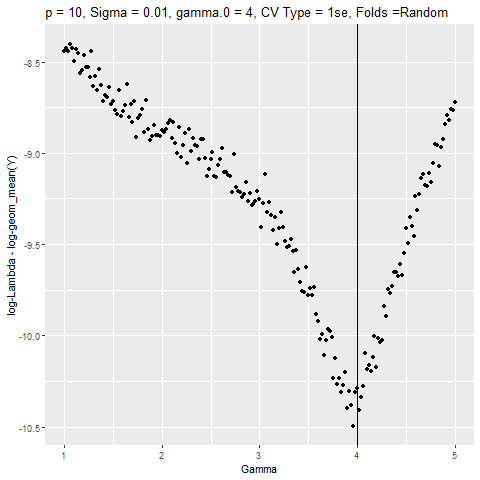 p = 10, Sigma = 0.01, gamma.0 = 4, CV Type = 1se, Folds =Random
log-Lambda - log-geom_mean(Y)
-8.5
-9.0
-9.5
-10.0
-10.5
1 2 3 4 5
Gamma